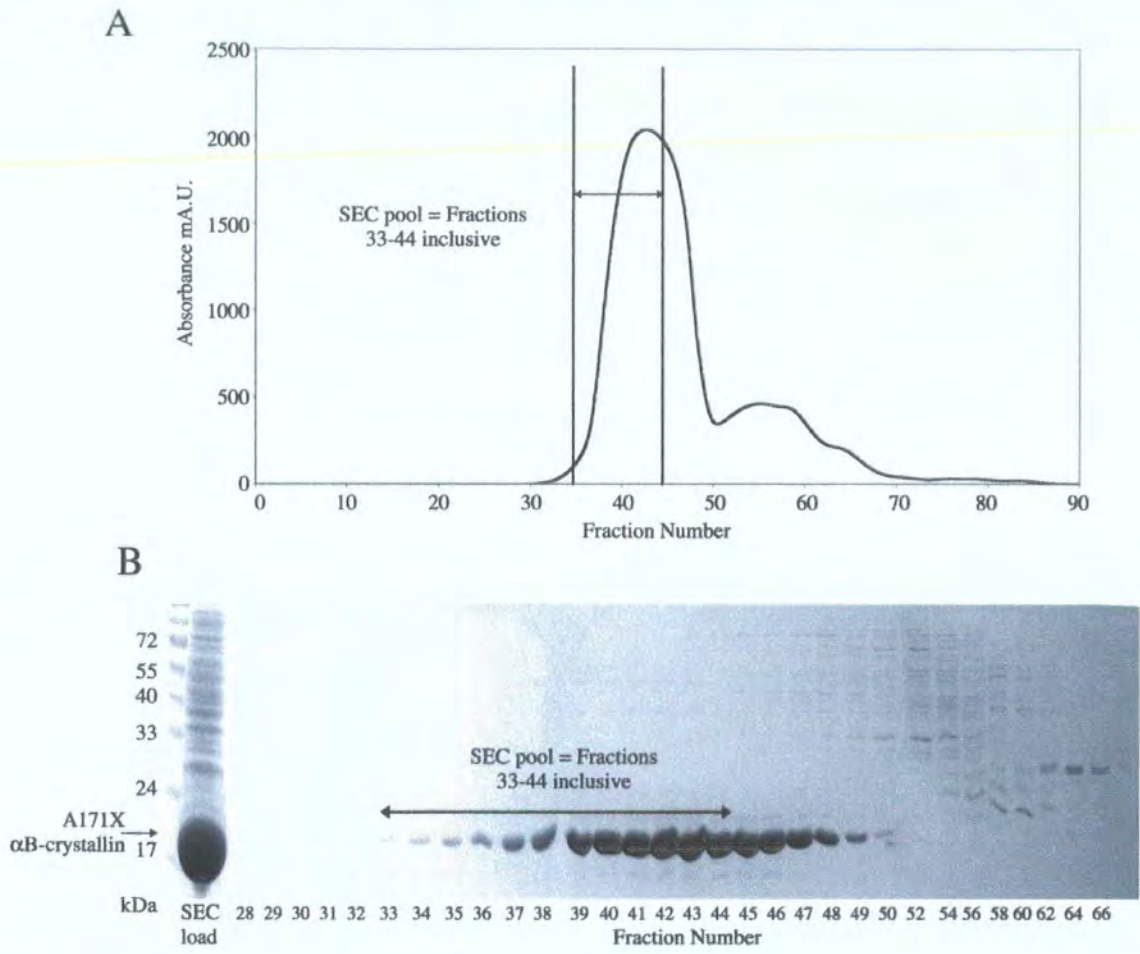 A
2500
2000
1500
1000
500
0
Absorbance mA.U.
SEC pool = Fractions
33-44 inclusive
0 10 20 30 40 50 60 70 80 90
Fraction Number
B
72
55
40
33
24
17
kDa
A171X
αB-crystallin
SEC pool = Fractions
33-44 inclusive
SEC
load
28 29 30 31 32 33 34 35 36 37 38 39 40 41 42 43 44 45 46 47 48 49 50 52 54 56 58 60 62 64 66
Fraction Number